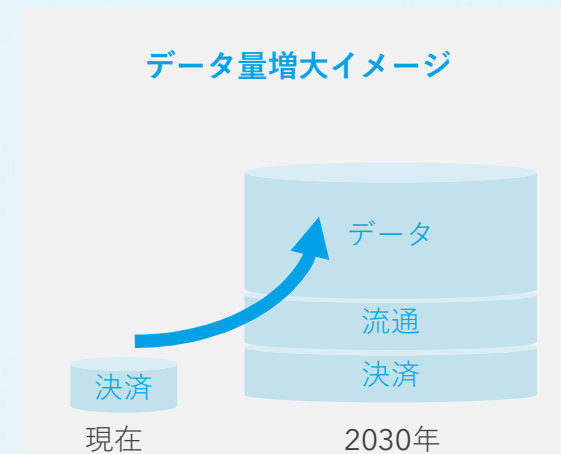 データ量増大イメージ
データ
流通
決済
決済
現在
2030年